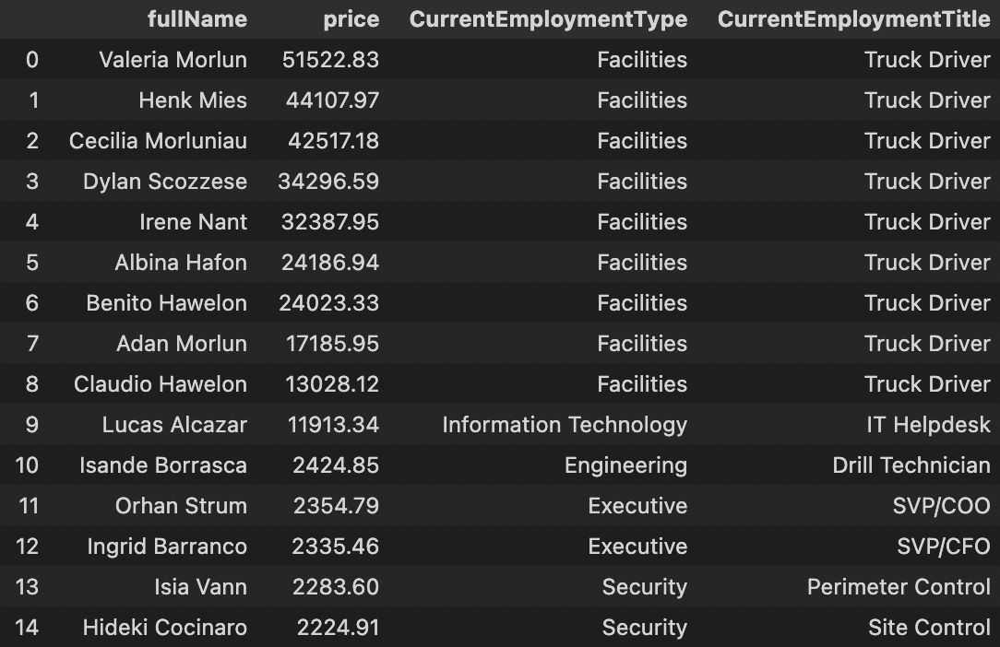 fullName price CurrentEmploymentType CurrentEmploymentTitle
0 Valeria Morlun 51522.83 Facilities Truck Driver
1 Henk Mies 44107.97 Facilities Truck Driver
2 Cecilia Morluniau 42517.18 Facilities Truck Driver
3 Dylan Scozzese 34296.59 Facilities Truck Driver
4 Irene Nant 32387.95 Facilities Truck Driver
5 Albina Hafon 24186.94 Facilities Truck Driver
6 Benito Hawelon 24023.33 Facilities Truck Driver
7 Adan Morlun 17185.95 Facilities Truck Driver
8 Claudio Hawelon 13028.12 Facilities Truck Driver
9 Lucas Alcazar 11913.34 Information Technology IT Helpdesk
10 Isande Borrasca 2424.85 Engineering Drill Technician
11 Orhan Strum 2354.79 Executive SVP/COO
12 Ingrid Barranco 2335.46 Executive SVP/CFO
13 Isia Vann 2283.60 Security Perimeter Control
14 Hideki Cocinaro 2224.91 Security Site Control